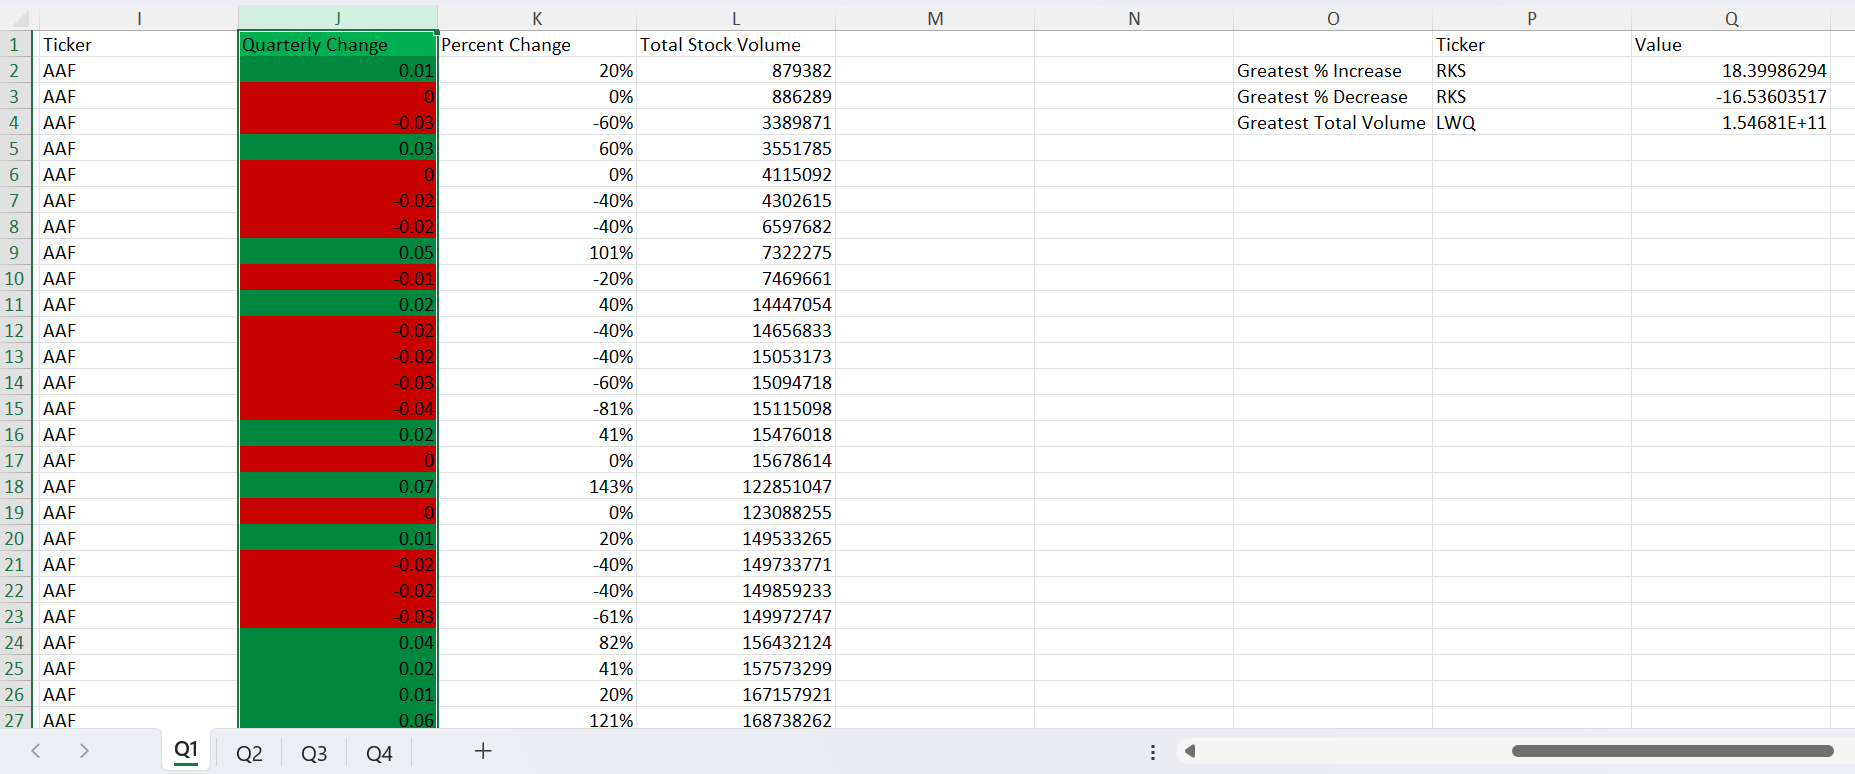 I J K L M N O P Q
1 Ticker Quarterly Change Percent Change Total Stock Volume Ticker Value
2 AAF 0.01 20% 879382 Greatest % Increase RKS 18.39986294
3 AAF 0 0% 886289 Greatest % Decrease RKS -16.53603517
4 AAF -0.03 -60% 3389871 Greatest Total Volume LWQ 1.54681E+11
5 AAF 0.03 60% 3551785
6 AAF 0 0% 4115092
7 AAF -0.02 -40% 4302615
8 AAF -0.02 -40% 6597682
9 AAF 0.05 101% 7322275
10 AAF -0.01 -20% 7469661
11 AAF 0.02 40% 14447054
12 AAF -0.02 -40% 14656833
13 AAF -0.02 -40% 15053173
14 AAF -0.03 -60% 15094718
15 AAF -0.04 -81% 15115098
16 AAF 0.02 41% 15476018
17 AAF 0 0% 15678614
18 AAF 0.07 143% 122851047
19 AAF 0 0% 123088255
20 AAF 0.01 20% 149533265
21 AAF -0.02 -40% 149733771
22 AAF -0.02 -40% 149859233
23 AAF -0.03 -61% 149972747
24 AAF 0.04 82% 156432124
25 AAF 0.02 41% 157573299
26 AAF 0.01 20% 167157921
27 AAF 0.06 121% 168738262
Q1 Q2 Q3 Q4